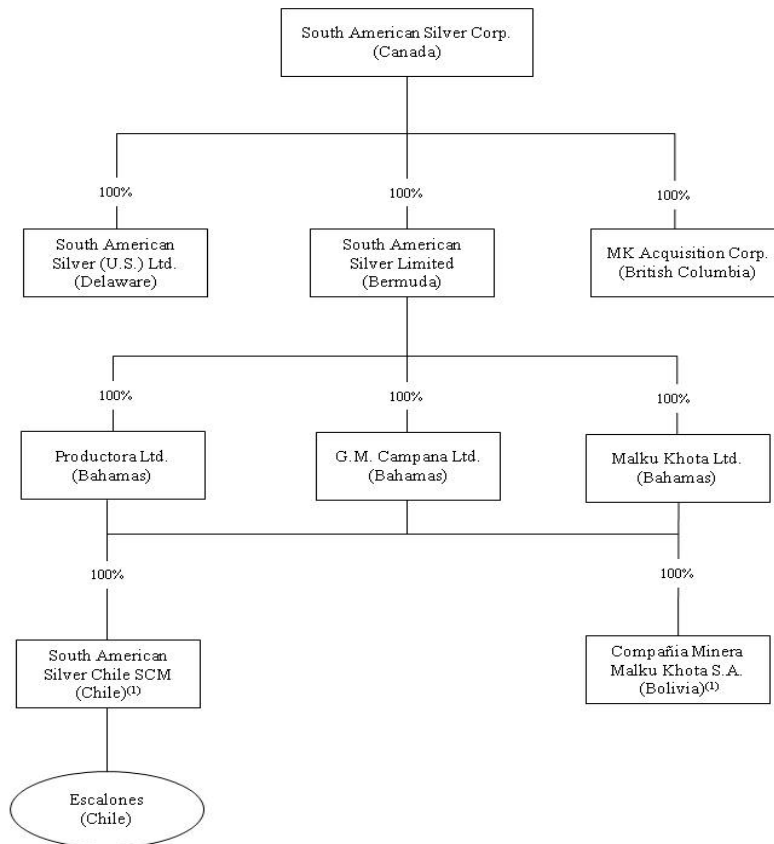 South American Silver Corp.
(Canada)
100%
100%
100%
South American
Silver (U.S.) Ltd.
(Delaware)
South American
Silver Limited
(Bermuda)
MK Acquisition Corp.
(British Columbia)
100%
100%
100%
Productora Ltd.
(Bahamas)
G.M. Campana Ltd.
(Bahamas)
Malku Khota Ltd.
(Bahamas)
100%
100%
South American
Silver Chile SCM
(Chile)(1)
Compañia Minera
Malku Khota S.A.
(Bolivia)(1)
Escalones
(Chile)